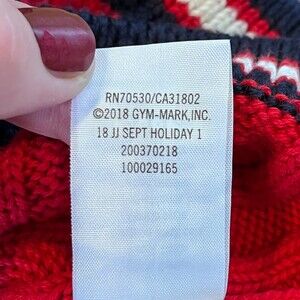 RN70530/CA31802
©2018 GYM-MARK,INC.
18 JJ SEPT HOLIDAY 1
200370218
100029165